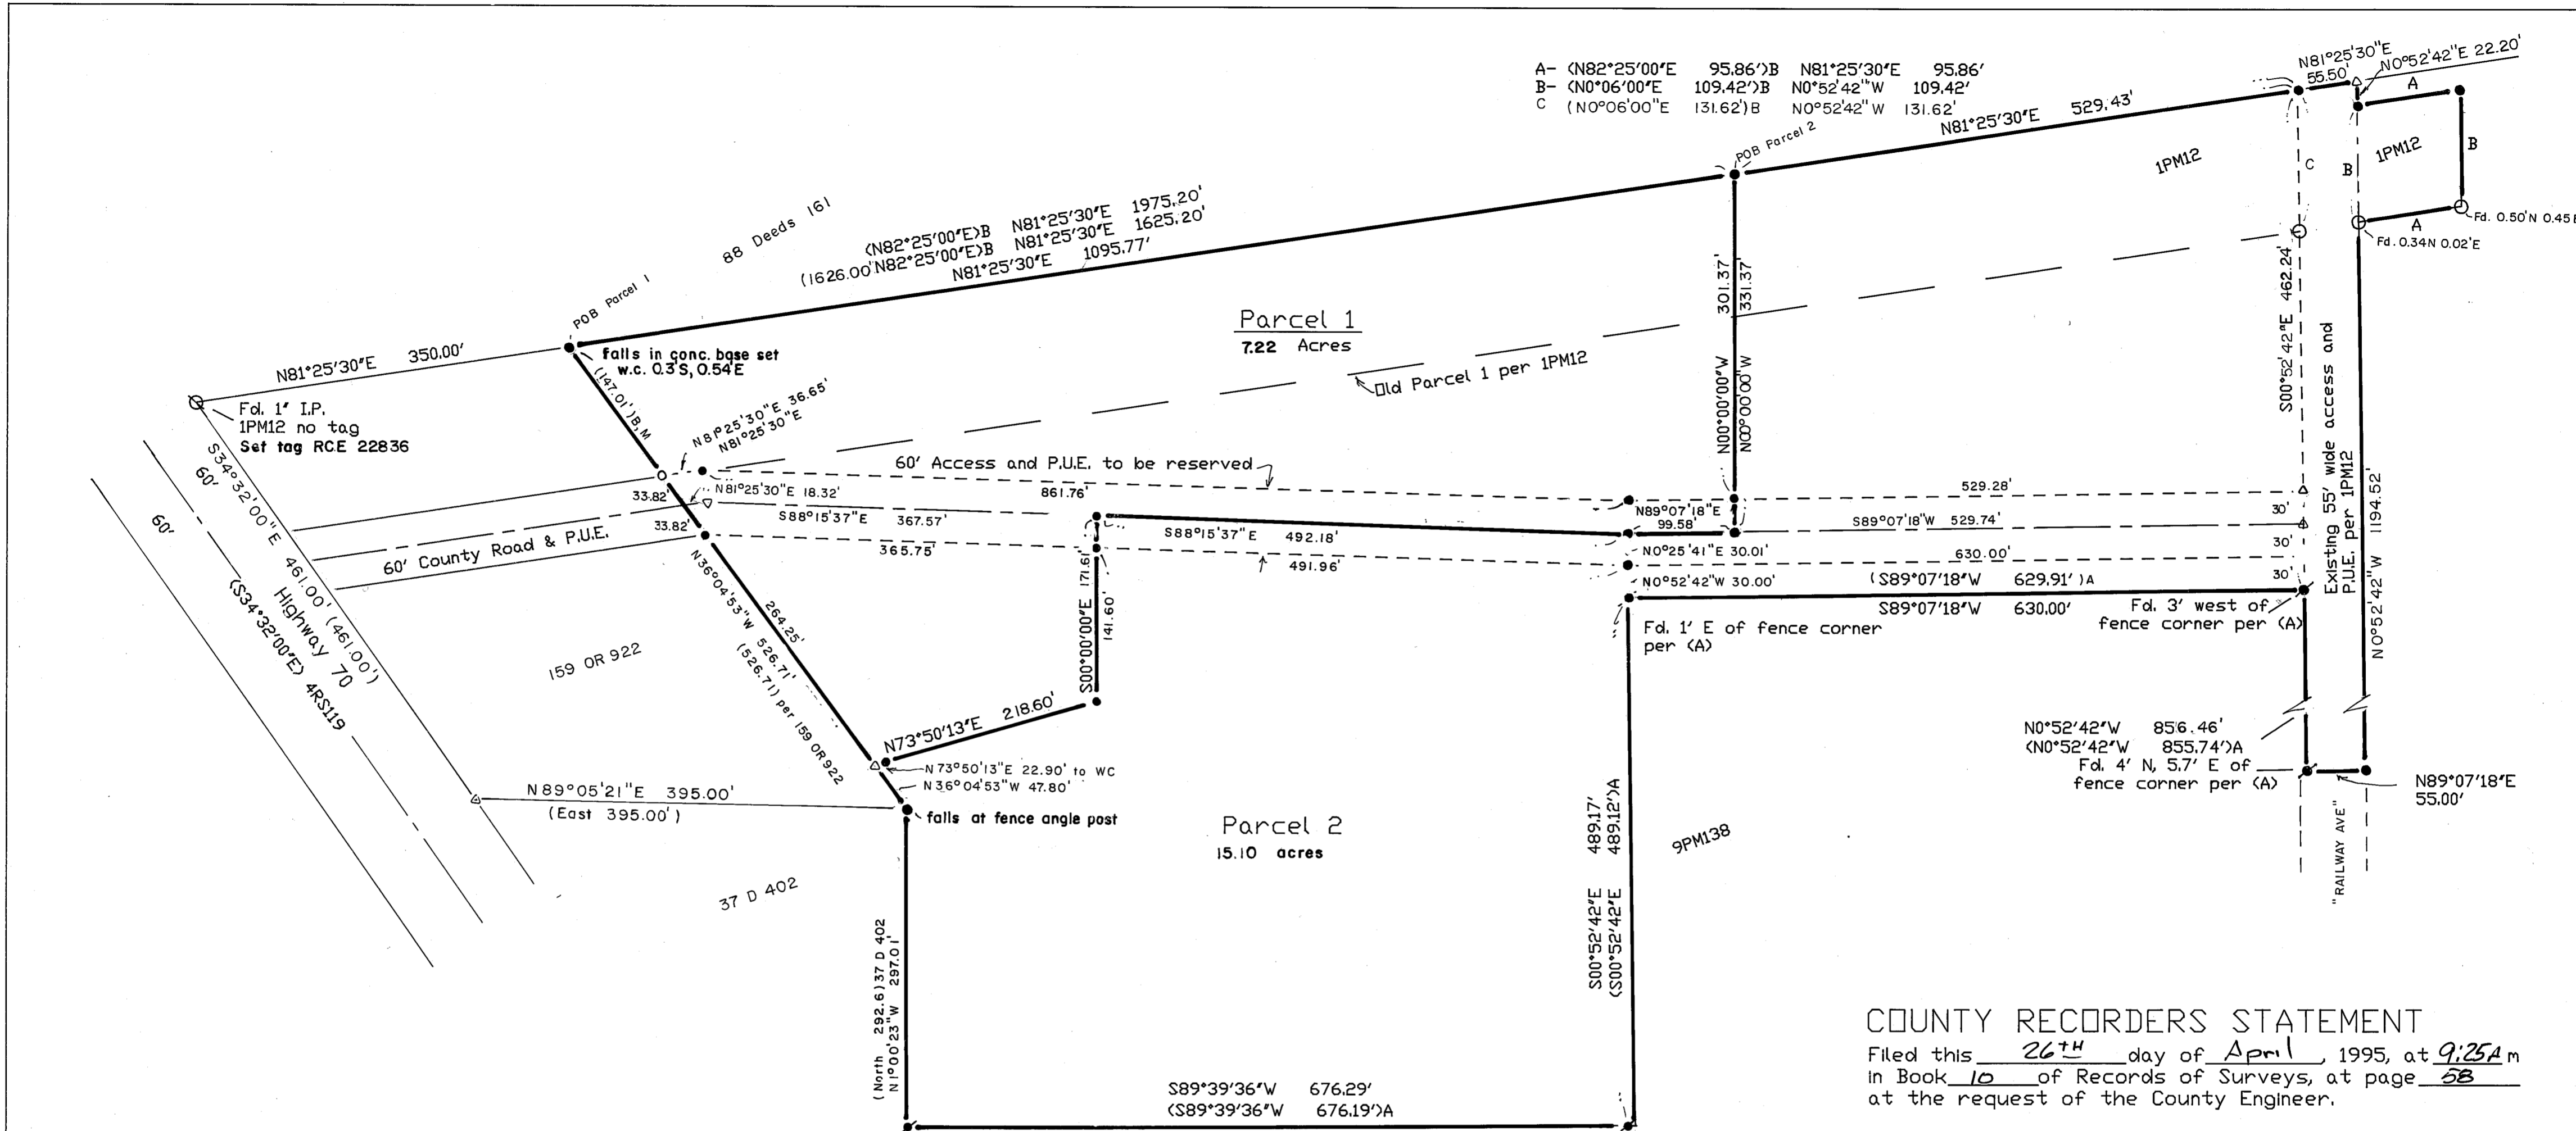 A- (N82°25'00"E 95.86')B N81°25'30"E 95.86'
B- (N0°06'00"E 109.42')B N0°52'42"W 109.42'
C (N0°06'00"E 131.62')B N0°52'42"W 131.62'
N81°25'30"E
55.50'
N0°52'42"E 22.20'
A
B
1PM12
1PM12
C
B
A
Fd. 0.50'N 0.45E
Fd. 0.34N 0.02'E
N81°25'30"E 529.43'
POB Parcel 2
88 Deeds 161
(N82°25'00"E)B N81°25'30"E 1975.20'
(1626.00' N82°25'00"E)B N81°25'30"E 1625.20'
N81°25'30"E 1095.77'
POB Parcel 1
N81°25'30"E 350.00'
falls in conc. base set
w.c. 0.3'S, 0.54'E
Fd. 1" I.P.
1PM12 no tag
Set tag RCE 22836
(147.01')B,M
N81°25'30"E 36.65'
N81°25'30"E
Parcel 1
7.22 Acres
Old Parcel 1 per 1PM12
301.37'
331.37'
N00°00'00"W
N00°00'00"W
S00°52'42"E 462.24'
Existing 55' wide access and
P.U.E. per 1PM12
N0°52'42"W 1194.52'
60' Access and P.U.E. to be reserved
861.76'
529.28'
N81°25'30"E 18.32'
33.82'
33.82'
S88°15'37"E 367.57'
N89°07'18"E
99.58'
S89°07'18"W 529.74'
30'
30'
30'
S88°15'37"E 492.18'
365.75'
491.96'
N0°25'41"E 30.01'
630.00'
N0°52'42"W 30.00'
(S89°07'18"W 629.91')A
S89°07'18"W 630.00'
Fd. 3' west of
fence corner per (A)
Fd. 1' E of fence corner
per (A)
60' County Road & P.U.E.
S34°32'00"E 461.00' (461.00')
60'
60'
Highway 70
(S34°32'00"E) 4RS119
159 OR 922
264.25'
N36°04'53"W 526.71'
(526.71) per 159 OR 922
171.6
141.60'
S00°00'00"E
N73°50'13"E 218.60'
N73°50'13"E 22.90' to WC
N36°04'53"W 47.80'
N89°05'21"E 395.00'
(East 395.00')
falls at fence angle post
Parcel 2
15.10 acres
37 D 402
(North 292.6)37 D 402
N1°00'23"W 297.01'
S00°52'42"E 489.17'
(S00°52'42"E 489.12')A
9PM138
N0°52'42"W 856.46'
(N0°52'42"W 855.74')A
Fd. 4' N, 5.7' E of
fence corner per (A)
N89°07'18"E
55.00'
"RAILWAY AVE"
S89°39'36"W 676.29'
(S89°39'36"W 676.19')A
COUNTY RECORDERS STATEMENT
Filed this 26TH day of April, 1995, at 9:25A m
in Book 10 of Records of Surveys, at page 58
at the request of the County Engineer.